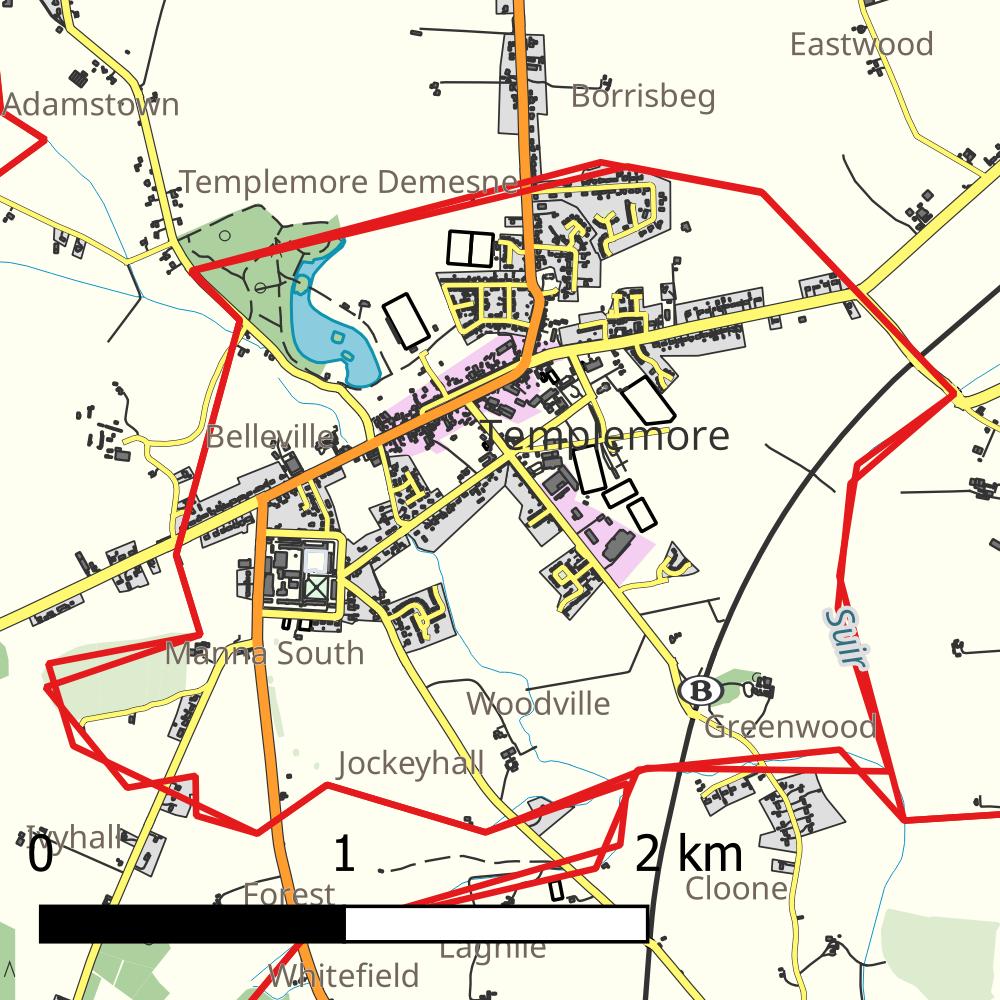 Eastwood
Borrisbeg
Adamstown
Templemore Demesne
Templemore
Belleville
Suir
Manna South
Woodville
B
Greenwood
Jockeyhall
Ivyhall
0 1 2 km
Cloone
Forest
Lagnile
Whitefield